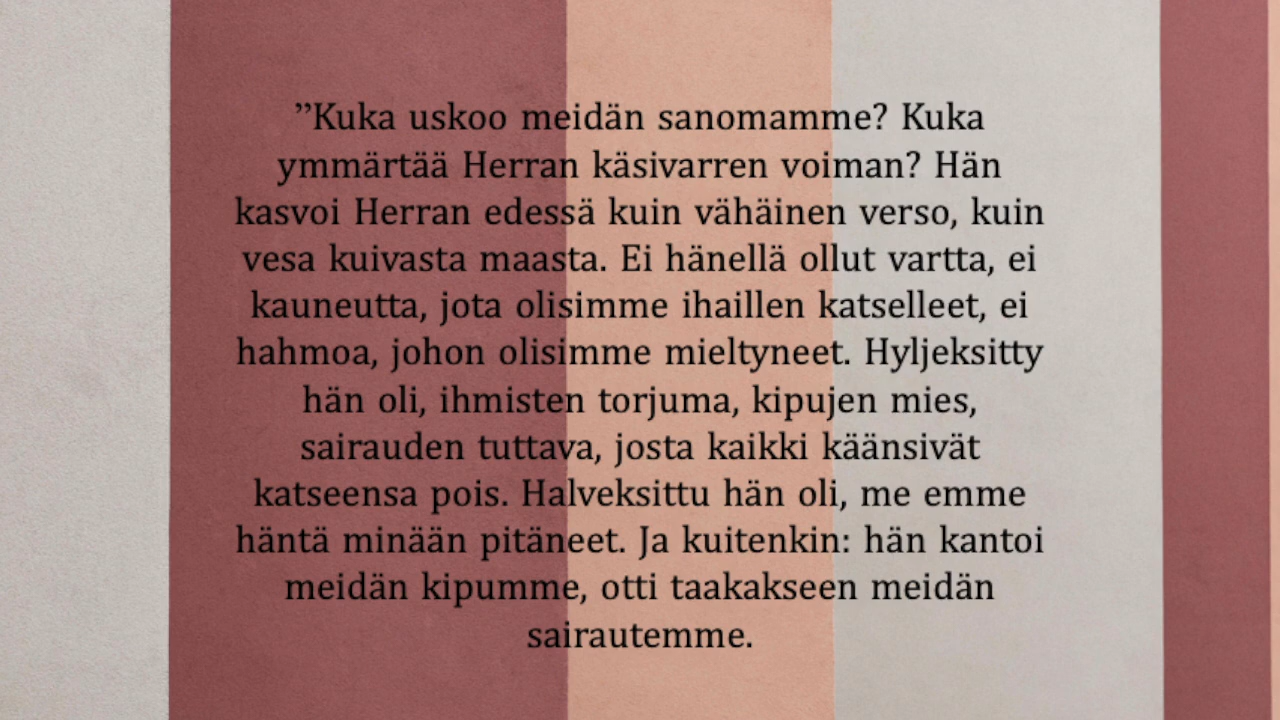 ”Kuka uskoo meidän sanomamme? Kuka
ymmärtää Herran käsivarren voiman? Hän
kasvoi Herran edessä kuin vähäinen verso, kuin
vesa kuivasta maasta. Ei hänellä ollut vartta, ei
kauneutta, jota olisimme ihaillen katselleet, ei
hahmoa, johon olisimme mieltyneet. Hyljeksitty
hän oli, ihmisten torjuma, kipujen mies,
sairauden tuttava, josta kaikki käänsivät
katseensa pois. Halveksittu hän oli, me emme
häntä minään pitäneet. Ja kuitenkin: hän kantoi
meidän kipumme, otti taakakseen meidän
sairautemme.